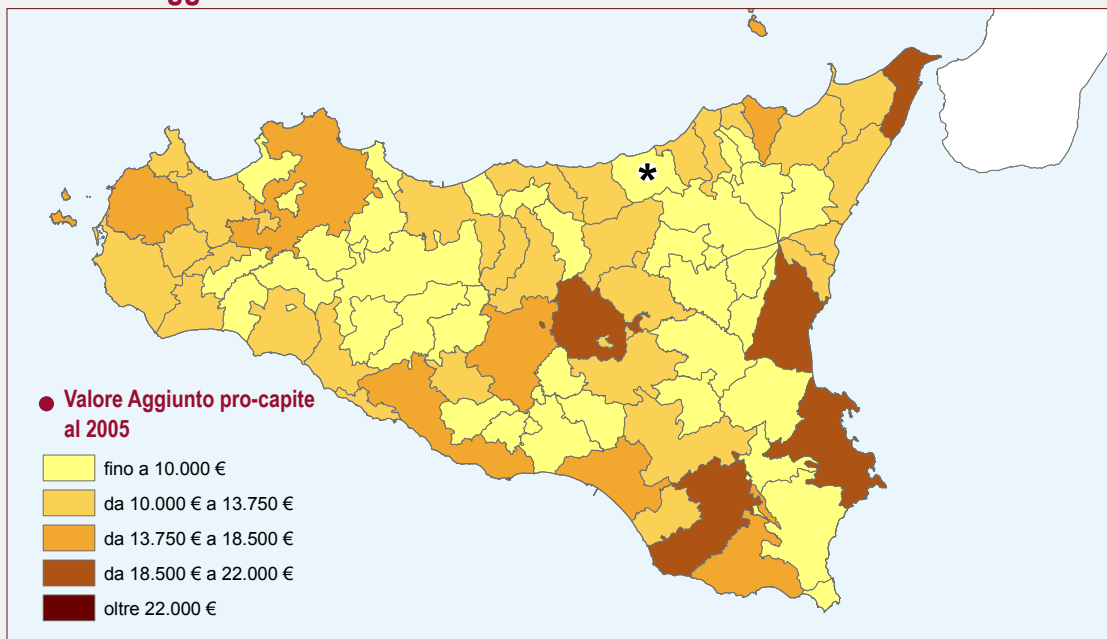 ● Valore Aggiunto pro-capite
al 2005
fino a 10.000 €
da 10.000 € a 13.750 €
da 13.750 € a 18.500 €
da 18.500 € a 22.000 €
oltre 22.000 €
*